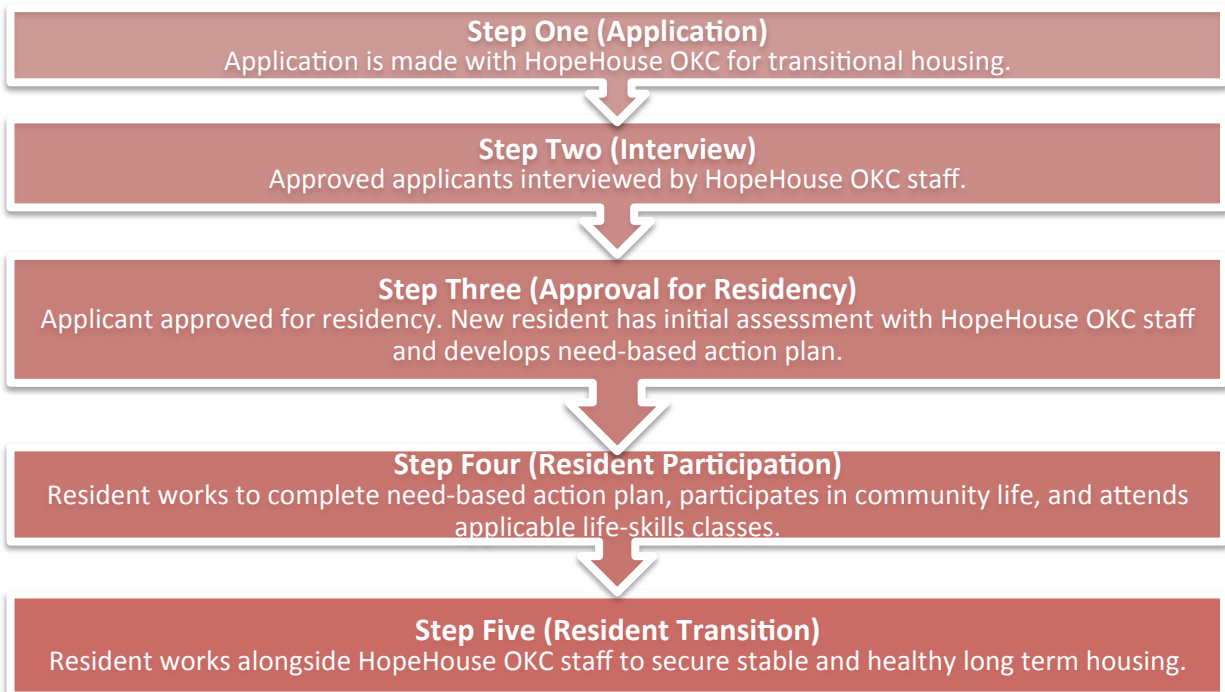 Step One (Application)
Application is made with HopeHouse OKC for transitional housing.
Step Two (Interview)
Approved applicants interviewed by HopeHouse OKC staff.
Step Three (Approval for Residency)
Applicant approved for residency. New resident has initial assessment with HopeHouse OKC staff
and develops need-based action plan.
Step Four (Resident Participation)
Resident works to complete need-based action plan, participates in community life, and attends
applicable life-skills classes.
Step Five (Resident Transition)
Resident works alongside HopeHouse OKC staff to secure stable and healthy long term housing.